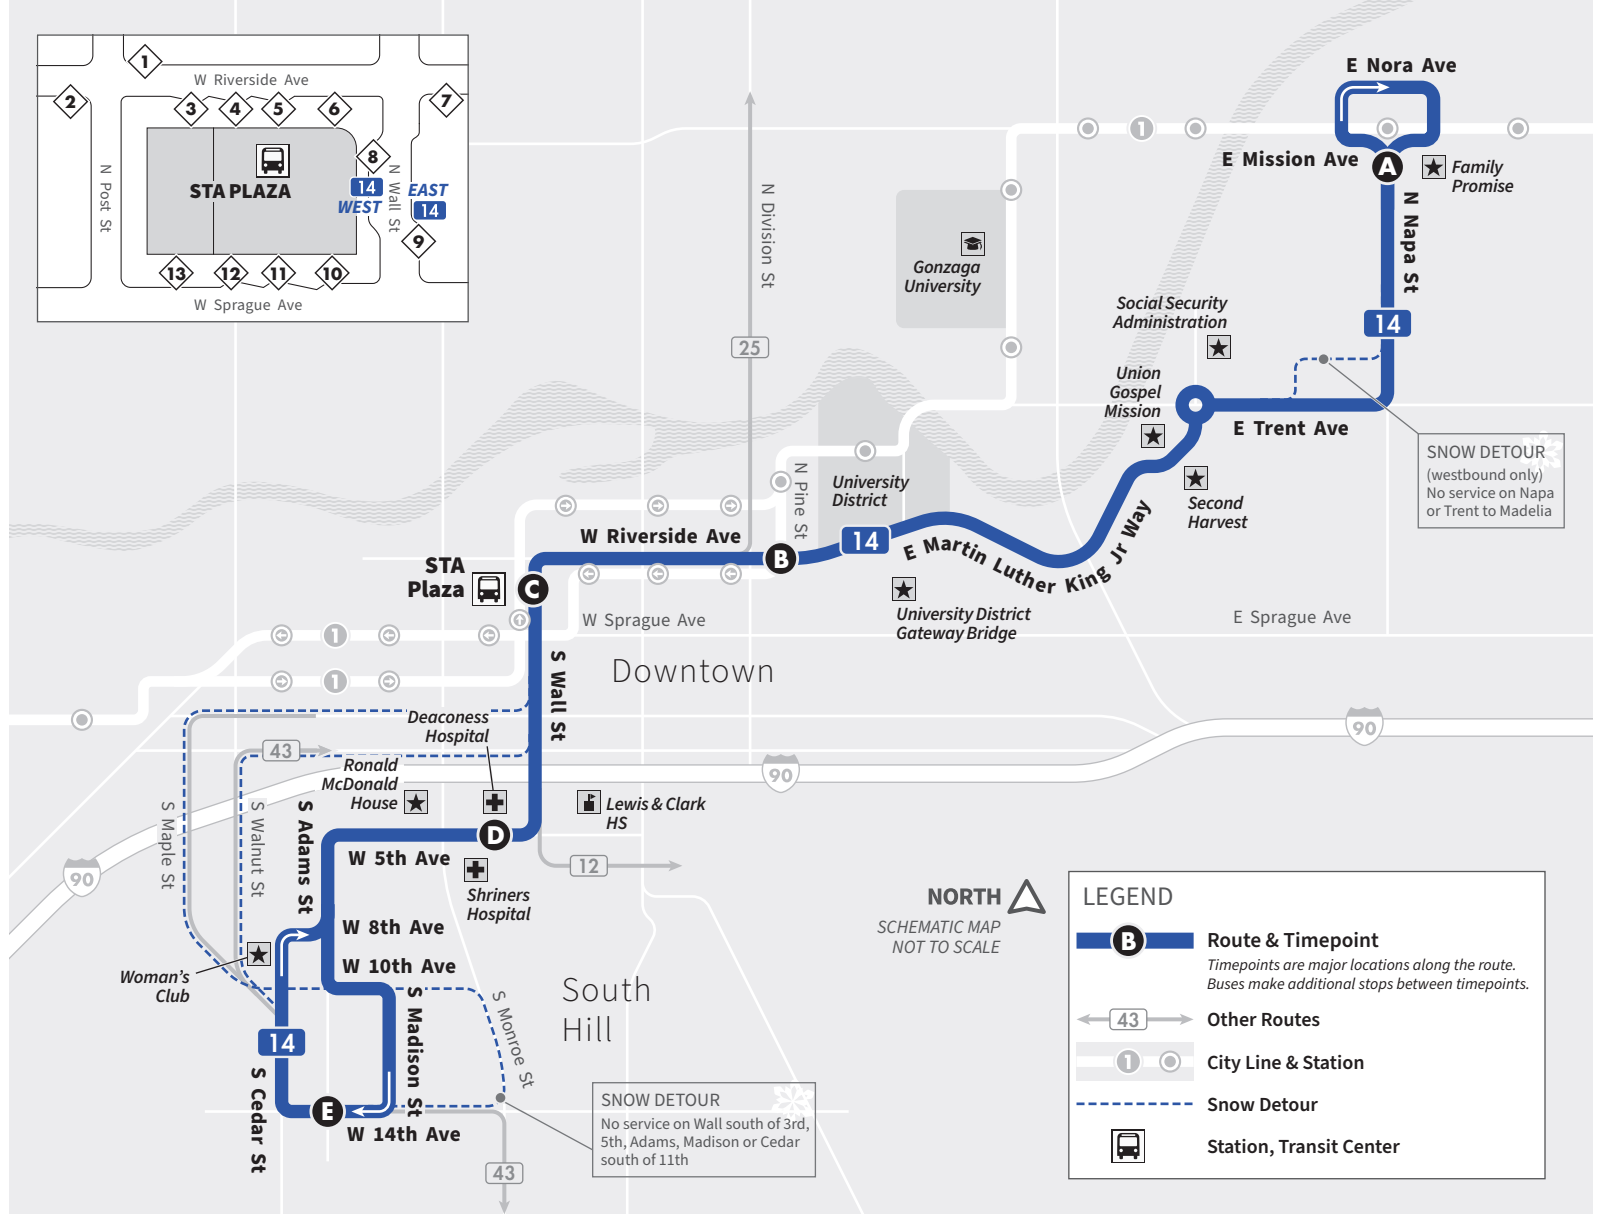 1
W Riverside Ave
2
3
4
5
6
7
8
N Post St
STA PLAZA
14
WEST
N Wall St
EAST
14
9
13
12
11
10
W Sprague Ave
E Nora Ave
1
E Mission Ave
A
Family
Promise
N Napa St
N Division St
Gonzaga
University
25
Social Security
Administration
14
Union
Gospel
Mission
E Trent Ave
SNOW DETOUR
(westbound only)
No service on Napa
or Trent to Madelia
N Pine St
University
District
Second
Harvest
W Riverside Ave
B
14
E Martin Luther King Jr Way
STA
Plaza
C
University District
Gateway Bridge
W Sprague Ave
E Sprague Ave
1
1
Downtown
S Wall St
Deaconess
Hospital
43
90
90
Ronald
McDonald
House
Lewis & Clark
HS
S Maple St
S Walnut St
S Adams St
D
W 5th Ave
12
90
Shriners
Hospital
W 8th Ave
W 10th Ave
Woman's
Club
South
Hill
S Monroe St
S Madison St
14
S Cedar St
E
W 14th Ave
43
SNOW DETOUR
No service on Wall south of 3rd,
5th, Adams, Madison or Cedar
south of 11th
NORTH
SCHEMATIC MAP
NOT TO SCALE
LEGEND
B
Route & Timepoint
Timepoints are major locations along the route.
Buses make additional stops between timepoints.
43
Other Routes
1
City Line & Station
Snow Detour
Station, Transit Center